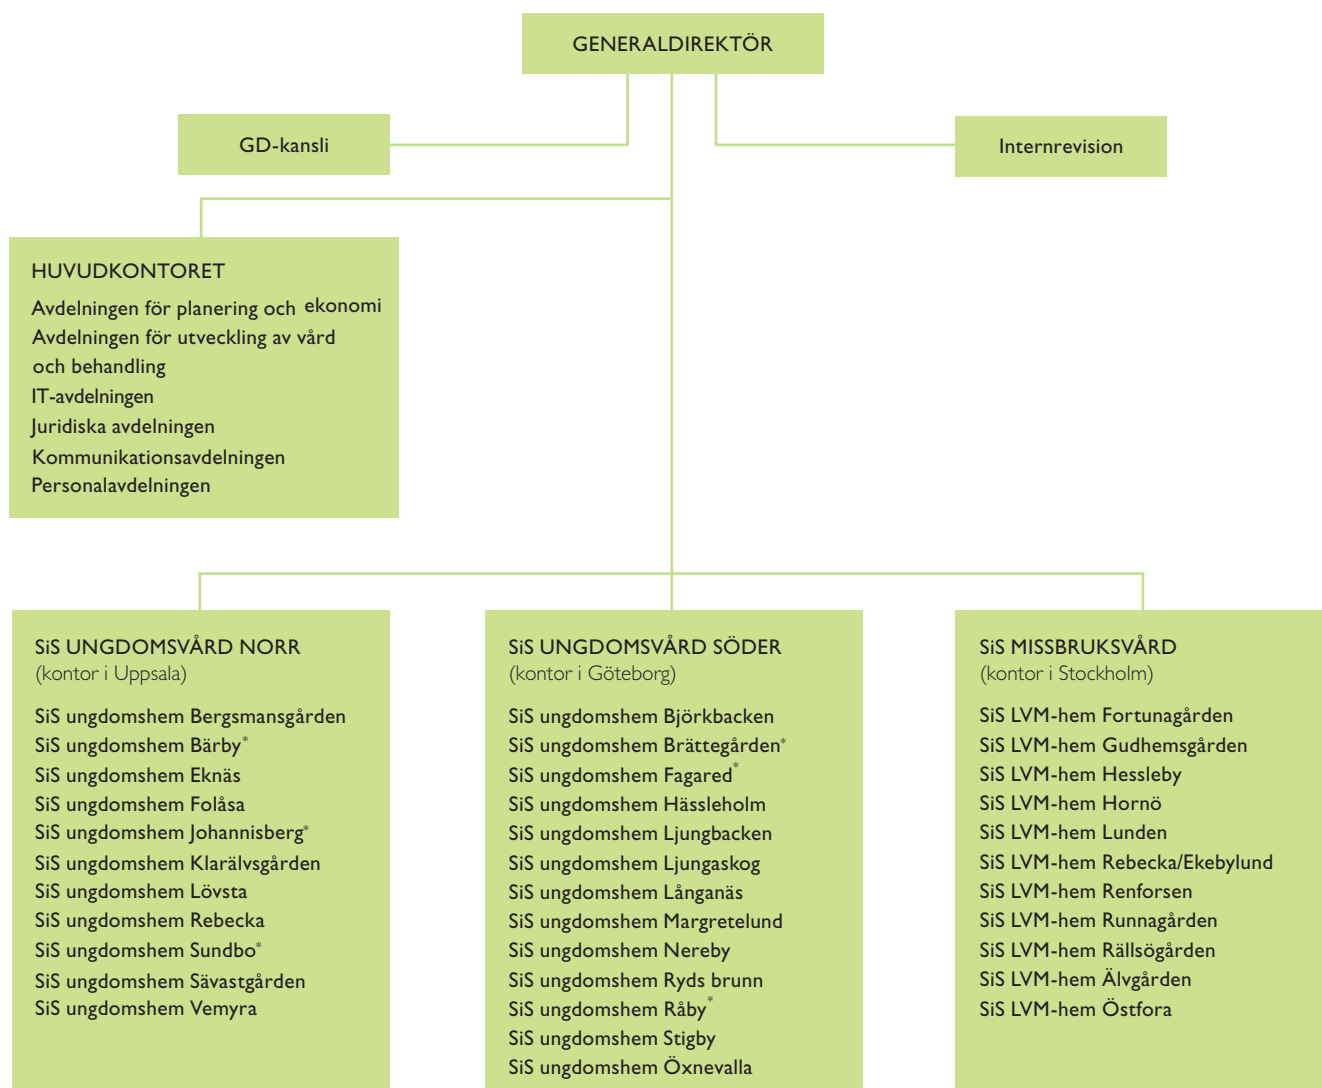 GENERALDIREKTÖR
GD-kansli
Internrevision
HUVUDKONTORET
Avdelningen för planering och ekonomi
Avdelningen för utveckling av vård
och behandling
IT-avdelningen
Juridiska avdelningen
Kommunikationsavdelningen
Personalavdelningen
SiS UNGDOMSVÅRD NORR
(kontor i Uppsala)
SiS ungdomshem Bergsmansgården
SiS ungdomshem Bärby*
SiS ungdomshem Eknäs
SiS ungdomshem Folåsa
SiS ungdomshem Johannisberg*
SiS ungdomshem Klarälvsgården
SiS ungdomshem Lövsta
SiS ungdomshem Rebecka
SiS ungdomshem Sundbo*
SiS ungdomshem Sävastgården
SiS ungdomshem Vemyra
SiS UNGDOMSVÅRD SÖDER
(kontor i Göteborg)
SiS ungdomshem Björkbacken
SiS ungdomshem Brättegården*
SiS ungdomshem Fagared*
SiS ungdomshem Hässleholm
SiS ungdomshem Ljungbacken
SiS ungdomshem Ljungaskog
SiS ungdomshem Långanäs
SiS ungdomshem Margretelund
SiS ungdomshem Nereby
SiS ungdomshem Ryds brunn
SiS ungdomshem Råby*
SiS ungdomshem Stigby
SiS ungdomshem Öxnevalla
SiS MISSBRUKSVÅRD
(kontor i Stockholm)
SiS LVM-hem Fortunagården
SiS LVM-hem Gudhemsgården
SiS LVM-hem Hessleby
SiS LVM-hem Hornö
SiS LVM-hem Lunden
SiS LVM-hem Rebecka/Ekebylund
SiS LVM-hem Renforsen
SiS LVM-hem Runnagården
SiS LVM-hem Rällsögården
SiS LVM-hem Älvgården
SiS LVM-hem Östfora